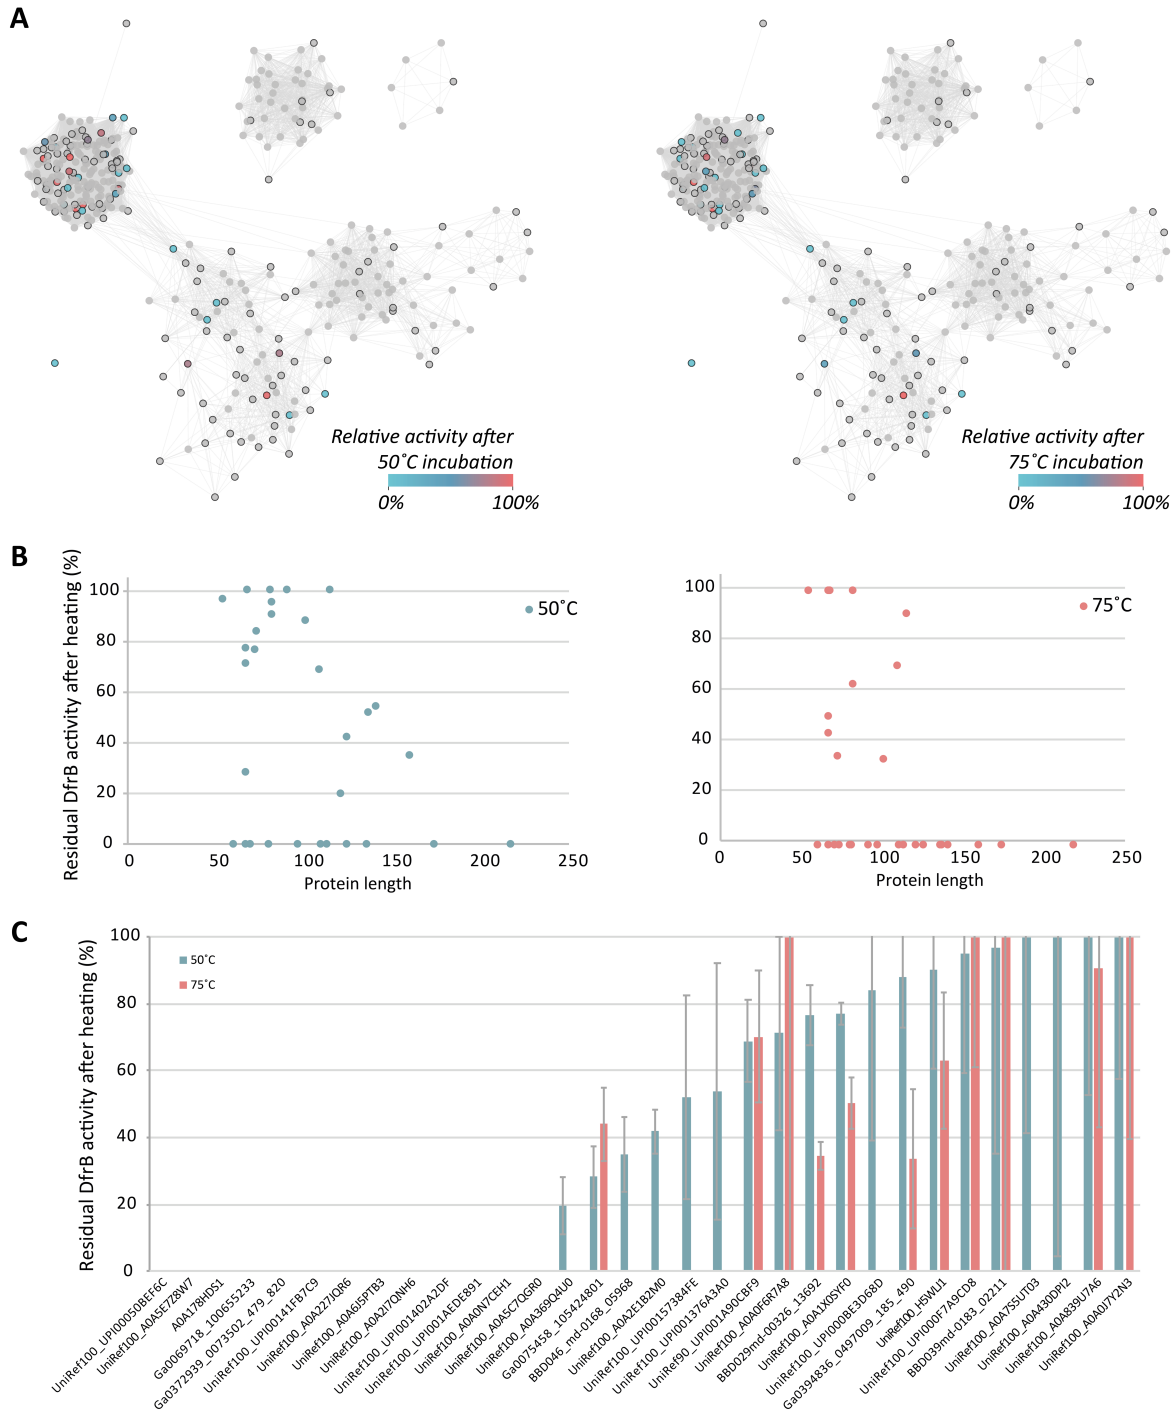 A
Relative activity after
50˚C incubation
0%
100%
Relative activity after
75˚C incubation
0%
100%
B
Residual DfrB activity after heating (%)
100
80
60
40
20
0
0
50
100
150
200
250
Protein length
50˚C
100
80
60
40
20
0
0
50
100
150
200
250
Protein length
75˚C
C
Residual DfrB activity after heating (%)
100
80
60
40
20
0
50˚C
75˚C
UniRef100_UPI00050BEF6C
UniRef100_A0A5E7Z8W7
A0A178HDS1
Ga0069718_100655233
Ga0372939_0073502_479_820
UniRef100_UPI00141FB7C9
UniRef100_A0A227IQR6
UniRef100_A0A6J5PTB3
UniRef100_A0A2I7QNH6
UniRef100_UPI001402A2DF
UniRef100_UPI001AEDE891
UniRef100_A0A0N7CEH1
UniRef100_A0A5C7QGR0
UniRef100_A0A369Q4U0
Ga0075458_105424801
BBD046_md-0168_05968
UniRef100_A0A2E1B2M0
UniRef100_UPI00157384FE
UniRef100_UPI001376A3A0
UniRef90_UPI001A90CBF9
UniRef100_A0A0F6R7A8
BBD029md-00326_13692
UniRef100_A0A1X0SYF0
UniRef100_UPI000BE3D68D
Ga0394836_0497009_185_490
UniRef100_H5WIJ1
UniRef100_UPI000F7A9CD8
BBD039md-0183_02211
UniRef100_A0A7S5UT03
UniRef100_A0A430DPI2
UniRef100_A0A839U7A6
UniRef100_A0A0J7Y2N3